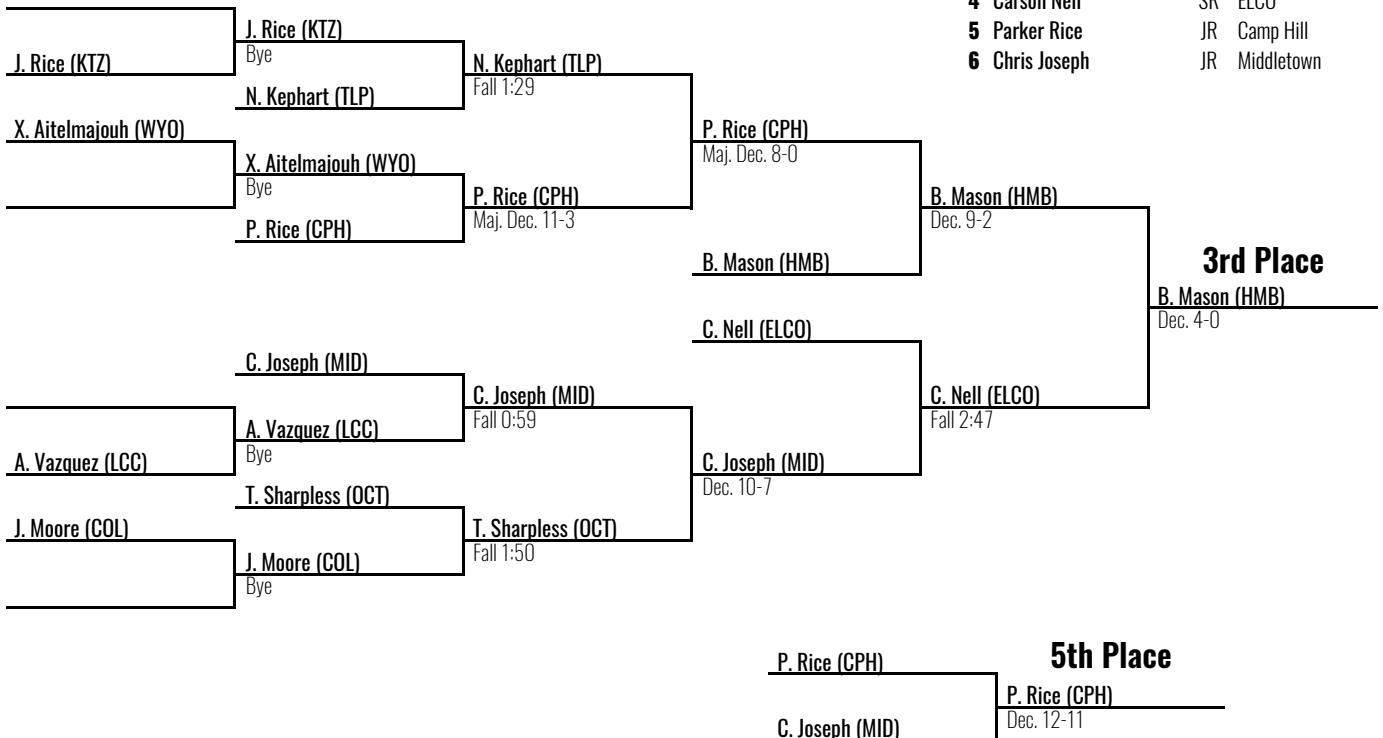 4 Carson Nell SR ELCO
5 Parker Rice JR Camp Hill
6 Chris Joseph JR Middletown
J. Rice (KTZ)
Bye
J. Rice (KTZ)
N. Kephart (TLP)
Fall 1:29
N. Kephart (TLP)
X. Aitelmajouh (WYO)
P. Rice (CPH)
Maj. Dec. 8-0
X. Aitelmajouh (WYO)
Bye
P. Rice (CPH)
Maj. Dec. 11-3
B. Mason (HMB)
Dec. 9-2
P. Rice (CPH)
B. Mason (HMB)
3rd Place
B. Mason (HMB)
Dec. 4-0
C. Nell (ELCO)
C. Joseph (MID)
C. Joseph (MID)
Fall 0:59
C. Nell (ELCO)
Fall 2:47
A. Vazquez (LCC)
Bye
A. Vazquez (LCC)
C. Joseph (MID)
Dec. 10-7
T. Sharpless (OCT)
J. Moore (COL)
T. Sharpless (OCT)
Fall 1:50
J. Moore (COL)
Bye
5th Place
P. Rice (CPH)
P. Rice (CPH)
Dec. 12-11
C. Joseph (MID)